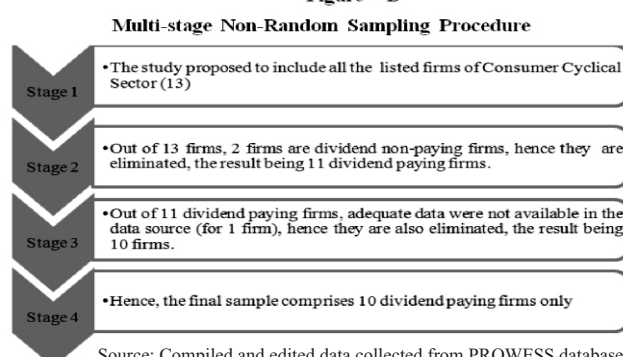 Multi-stage Non-Random Sampling Procedure
Stage 1
•The study proposed to include all the listed firms of Consumer Cyclical
Sector (13)
Stage 2
•Out of 13 firms, 2 firms are dividend non-paying firms, hence they are
eliminated, the result being 11 dividend paying firms.
Stage 3
•Out of 11 dividend paying firms, adequate data were not available in the
data source (for 1 firm), hence they are also eliminated, the result being
10 firms.
Stage 4
•Hence, the final sample comprises 10 dividend paying firms only
Source: Compiled and edited data collected from PROWESS database